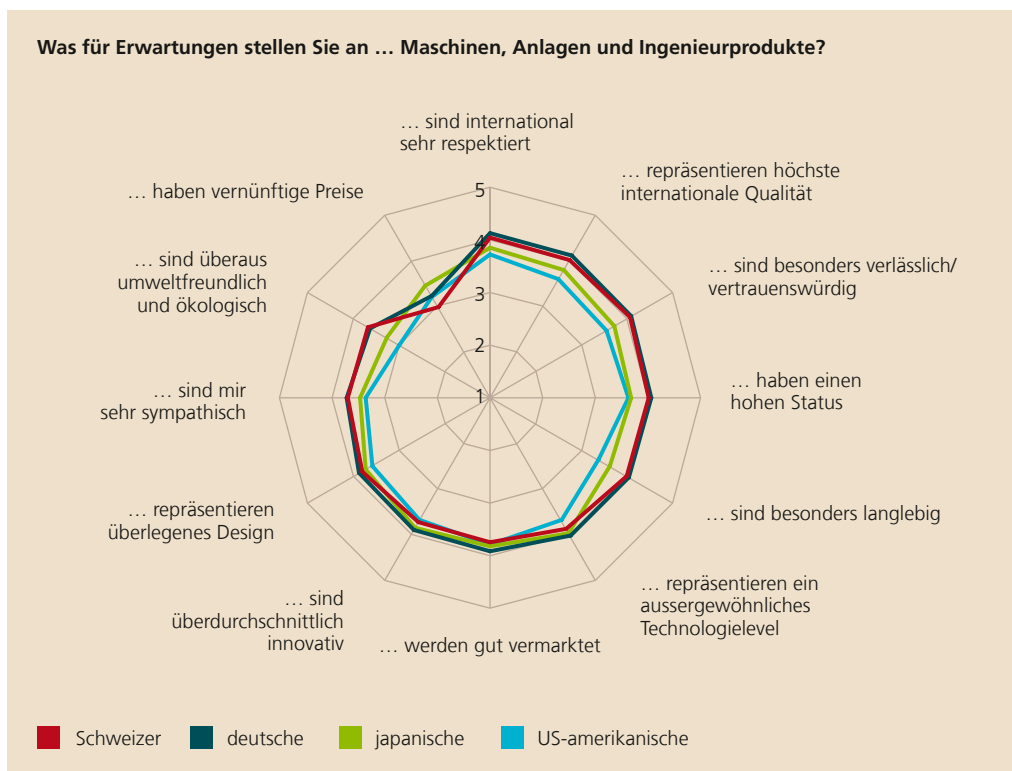 Was für Erwartungen stellen Sie an … Maschinen, Anlagen und Ingenieurprodukte?
… sind international
sehr respektiert
… repräsentieren höchste
internationale Qualität
… sind besonders verlässlich/
vertrauenswürdig
… haben einen
hohen Status
… sind besonders langlebig
… repräsentieren ein
aussergewöhnliches
Technologielevel
… werden gut vermarktet
… sind
überdurchschnittlich
innovativ
… repräsentieren
überlegenes Design
… sind mir
sehr sympathisch
… sind überaus
umweltfreundlich
und ökologisch
… haben vernünftige Preise
5
4
3
2
1
Schweizer
deutsche
japanische
US-amerikanische